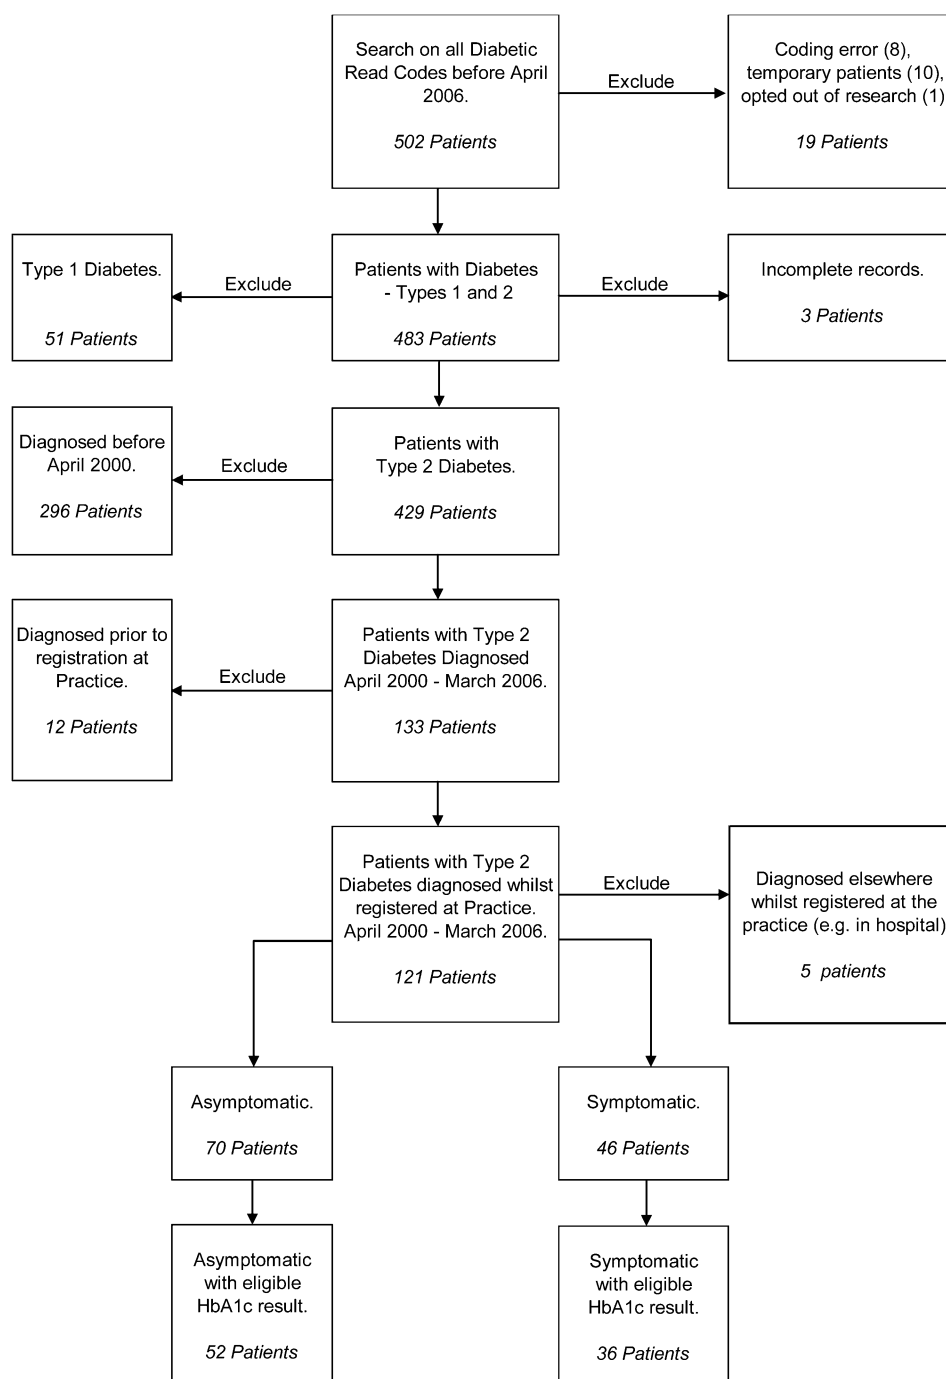 Search on all Diabetic
Read Codes before April
2006.
502 Patients
Exclude
Coding error (8),
temporary patients (10),
opted out of research (1)
19 Patients
Type 1 Diabetes.
51 Patients
Exclude
Patients with Diabetes
- Types 1 and 2
483 Patients
Exclude
Incomplete records.
3 Patients
Diagnosed before
April 2000.
296 Patients
Exclude
Patients with
Type 2 Diabetes.
429 Patients
Diagnosed prior to
registration at
Practice.
12 Patients
Exclude
Patients with Type 2
Diabetes Diagnosed
April 2000 - March 2006.
133 Patients
Patients with Type 2
Diabetes diagnosed whilst
registered at Practice.
April 2000 - March 2006.
121 Patients
Exclude
Diagnosed elsewhere
whilst registered at the
practice (e.g. in hospital)
5 patients
Asymptomatic.
70 Patients
Symptomatic.
46 Patients
Asymptomatic
with eligible
HbA1c result.
52 Patients
Symptomatic
with eligible
HbA1c result.
36 Patients